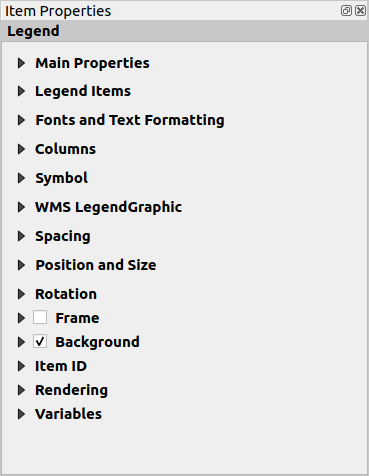 Item Properties
Legend
Main Properties
Legend Items
Fonts and Text Formatting
Columns
Symbol
WMS LegendGraphic
Spacing
Position and Size
Rotation
Frame
Background
Item ID
Rendering
Variables